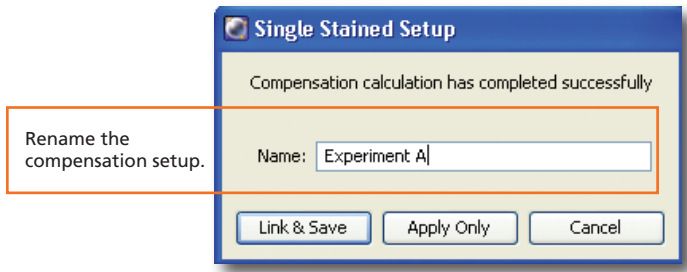 Single Stained Setup
Compensation calculation has completed successfully
Rename the
compensation setup.
Name: Experiment A
Link & Save Apply Only Cancel